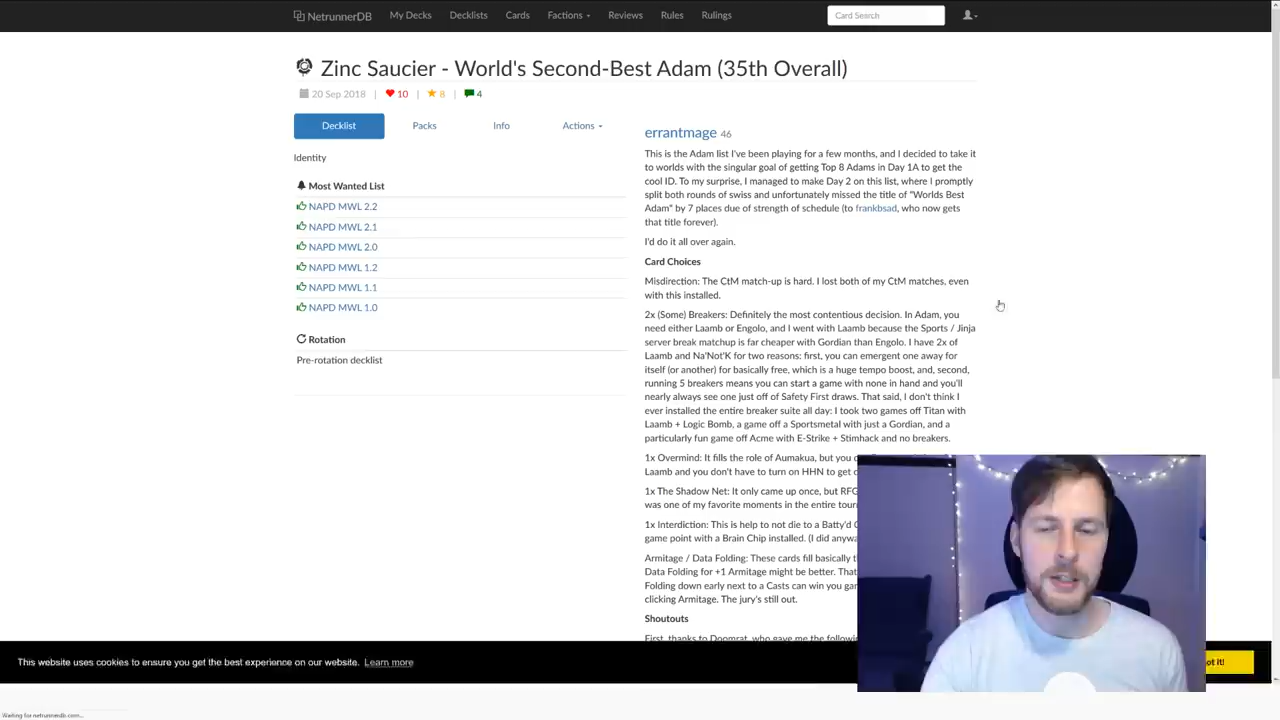 NetrunnerDB My Decks Decklists Cards Factions Reviews Rules Rulings Card Search
Zinc Saucier - World's Second-Best Adam (35th Overall)
20 Sep 2018 | 10 | 8 | 4
Decklist Packs Info Actions
Identity
Most Wanted List
NAPD MWL 2.2
NAPD MWL 2.1
NAPD MWL 2.0
NAPD MWL 1.2
NAPD MWL 1.1
NAPD MWL 1.0
Rotation
Pre-rotation decklist
errantmage 46
This is the Adam list I've been playing for a few months, and I decided to take it
to worlds with the singular goal of getting Top 8 Adams in Day 1A to get the
cool ID. To my surprise, I managed to make Day 2 on this list, where I promptly
split both rounds of swiss and unfortunately missed the title of "Worlds Best
Adam" by 7 places due of strength of schedule (to frankbsad, who now gets
that title forever).
I'd do it all over again.
Card Choices
Misdirection: The CtM match-up is hard. I lost both of my CtM matches, even
with this installed.
2x (Some) Breakers: Definitely the most contentious decision. In Adam, you
need either Laamb or Engolo, and I went with Laamb because the Sports / Jinja
server break matchup is far cheaper with Gordian than Engolo. I have 2x of
Laamb and Na'Not'K for two reasons: first, you can emergent one away for
itself (or another) for basically free, which is a huge tempo boost, and, second,
running 5 breakers means you can start a game with none in hand and you'll
nearly always see one just off of Safety First draws. That said, I don't think I
ever installed the entire breaker suite all day: I took two games off Titan with
Laamb + Logic Bomb, a game off a Sportsmetal with just a Gordian, and a
particularly fun game off Acme with E-Strike + Stimhack and no breakers.
1x Overmind: It fills the role of Aumakua, but you
Laamb and you don't have to turn on HHN to get
1x The Shadow Net: It only came up once, but RFG
was one of my favorite moments in the entire
1x Interdiction: This is help to not die to a Batty'd
game point with a Brain Chip installed. (I did
Armitage / Data Folding: These cards fill basically
Data Folding for +1 Armitage might be better.
Folding down early next to a Casts can win you
clicking Armitage. The jury's still out.
Shoutouts
First, thanks to Doomrat, who gave me the
This website uses cookies to ensure you get the best experience on our website. Learn more
ot it!
Waiting for netrunnerdb.com...